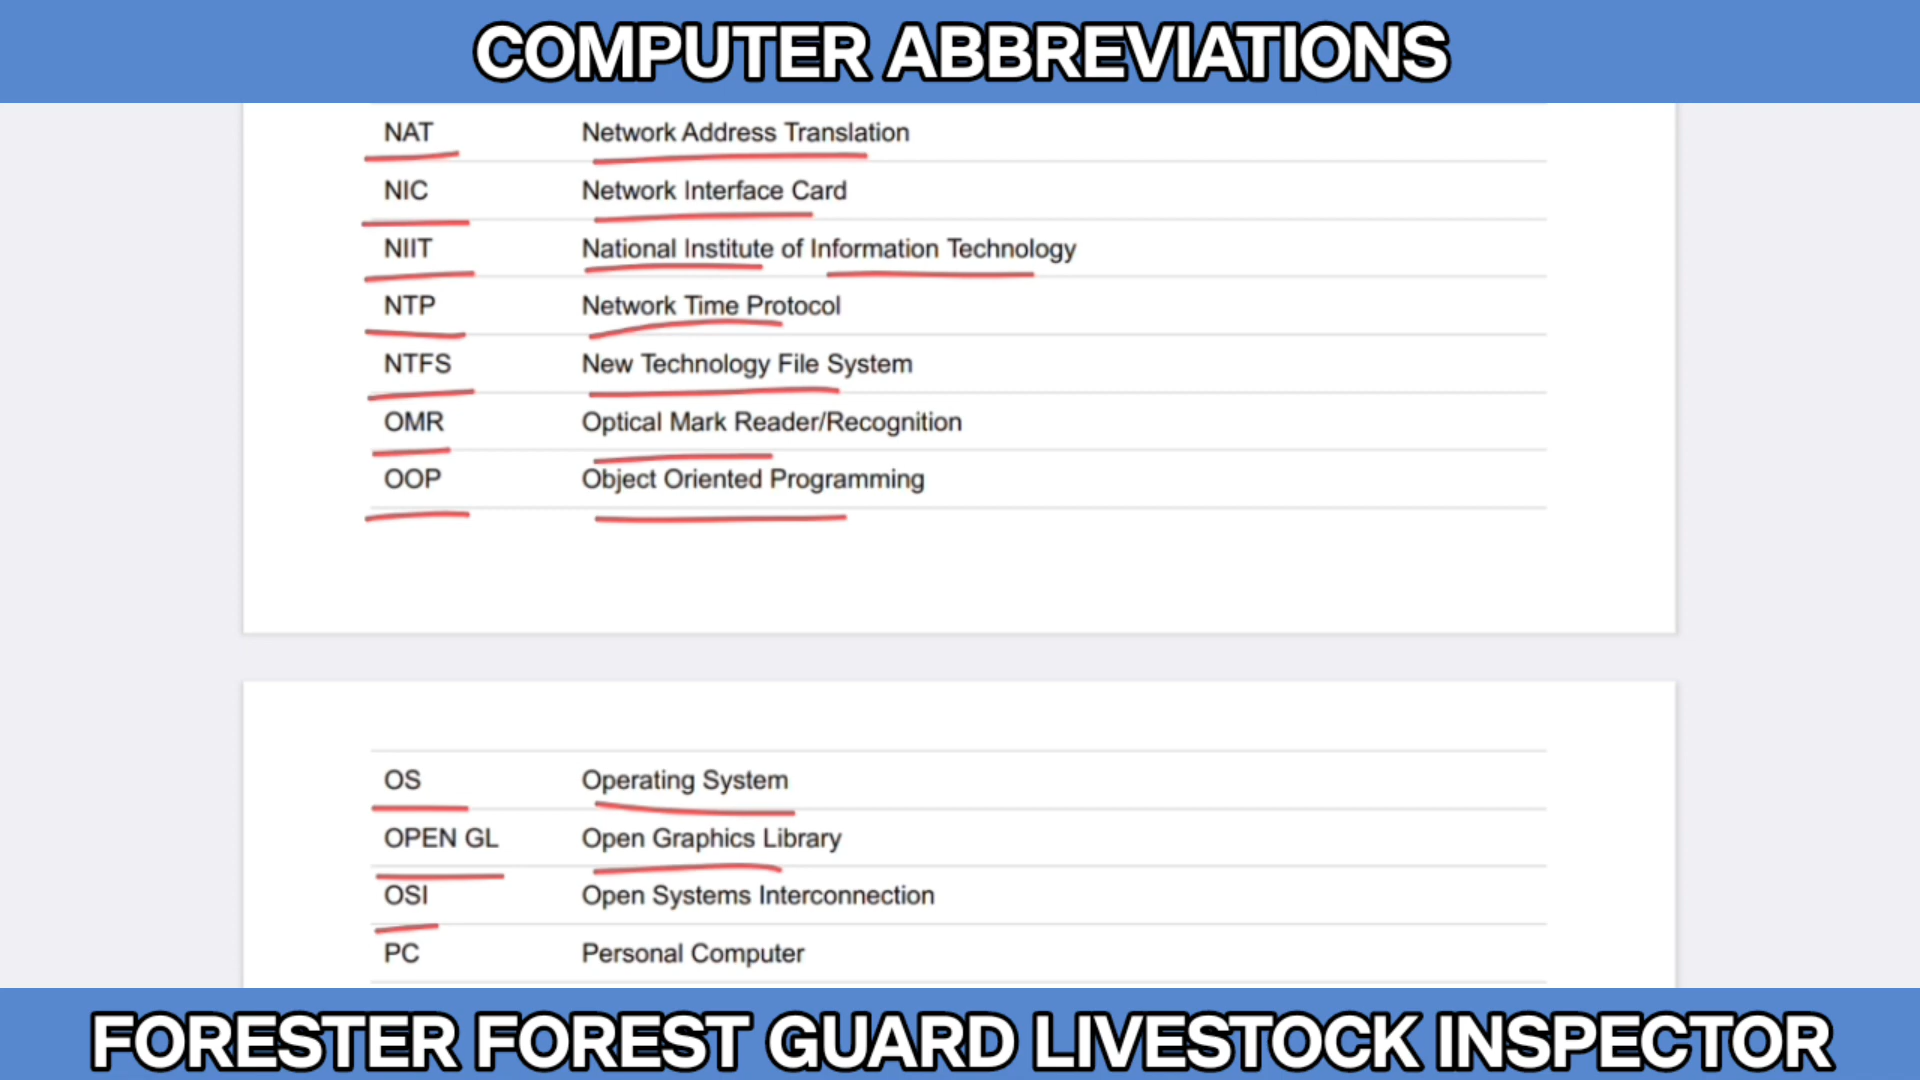 COMPUTER ABBREVIATIONS
NAT Network Address Translation
NIC Network Interface Card
NIIT National Institute of Information Technology
NTP Network Time Protocol
NTFS New Technology File System
OMR Optical Mark Reader/Recognition
OOP Object Oriented Programming
OS Operating System
OPEN GL Open Graphics Library
OSI Open Systems Interconnection
PC Personal Computer
FORESTER FOREST GUARD LIVESTOCK INSPECTOR